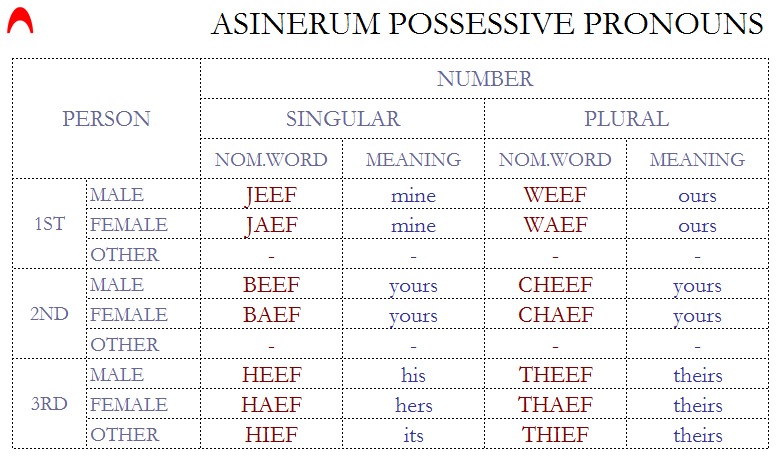 ASINERUM POSSESSIVE PRONOUNS
NUMBER
PERSON SINGULAR PLURAL
NOM.WORD MEANING NOM.WORD MEANING
MALE JEEF mine WEEF ours
1ST FEMALE JAEF mine WAEF ours
OTHER - - - -
MALE BEEF yours CHEEF yours
2ND FEMALE BAEF yours CHAEF yours
OTHER - - - -
MALE HEEF his THEEF theirs
3RD FEMALE HAEF hers THAEF theirs
OTHER HIEF its THIEF theirs